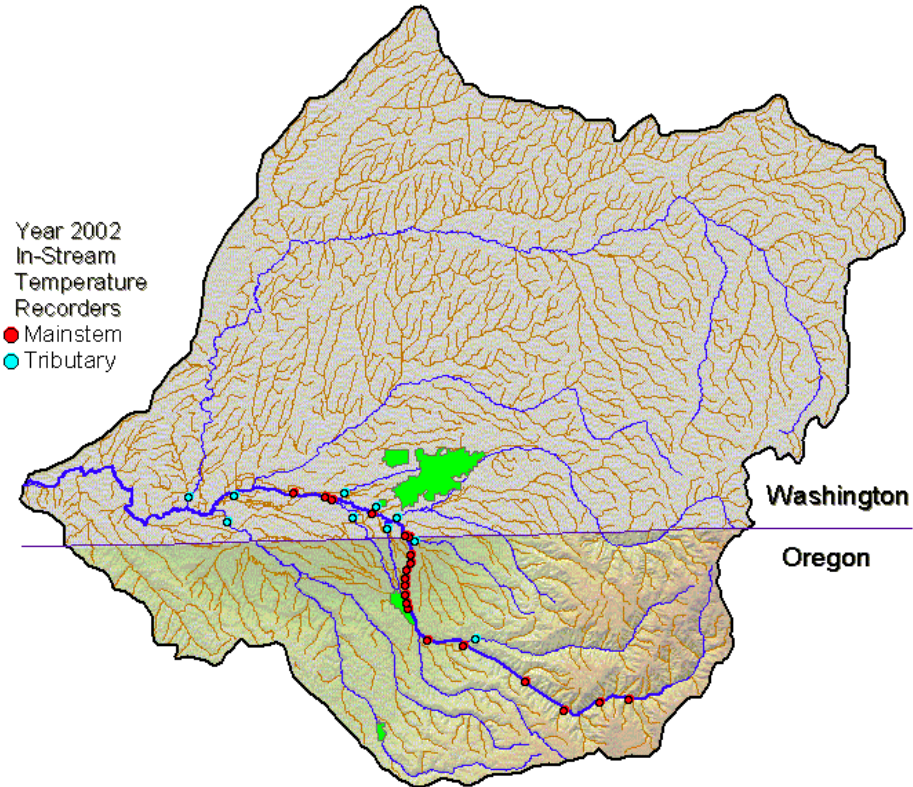 Year 2002
In-Stream
Temperature
Recorders
Mainstem
Tributary
Washington
Oregon